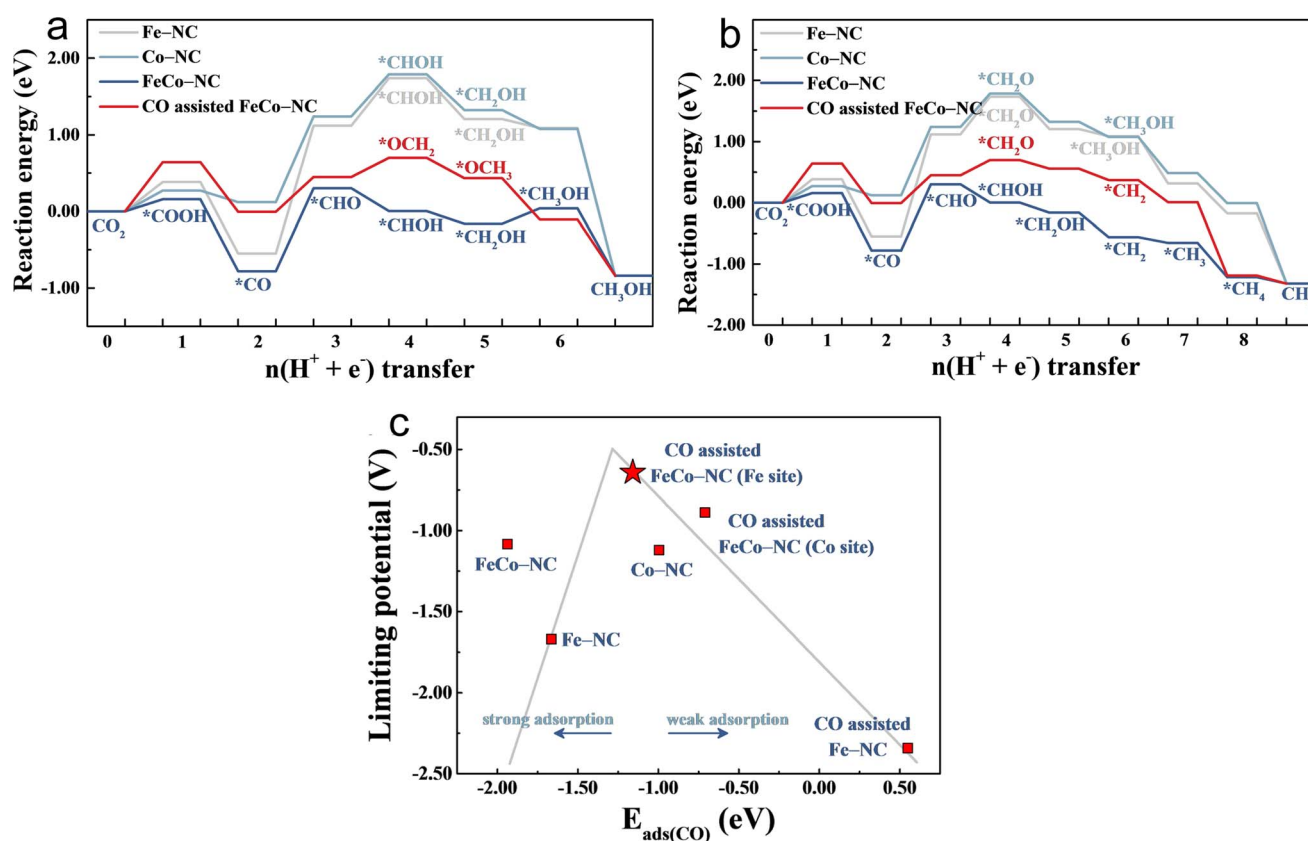 a
Fe–NC
Co–NC
FeCo–NC
CO assisted FeCo–NC
Reaction energy (eV)
2.00
1.00
0.00
-1.00
CO₂
*COOH
*CO
*CHO
*CHOH
*CHOH
*OCH₂
*CHOH
*CH₂OH
*CH₂OH
*OCH₃
*CH₂OH
*CH₃OH
CH₃OH
0 1 2 3 4 5 6
n(H⁺ + e⁻) transfer
b
Fe–NC
Co–NC
FeCo–NC
CO assisted FeCo–NC
Reaction energy (eV)
2.00
1.00
0.00
-1.00
-2.00
CO₂
*COOH
*CO
*CHO
*CH₂O
*CH₂O
*CH₂O
*CHOH
*CH₂OH
*CH₃OH
*CH₃OH
*CH₂
*CH₂
*CH₃
*CH₄
CH
0 1 2 3 4 5 6 7 8
n(H⁺ + e⁻) transfer
c
Limiting potential (V)
-0.50
-1.00
-1.50
-2.00
-2.50
CO assisted
FeCo–NC (Fe site)
CO assisted
FeCo–NC (Co site)
FeCo–NC
Co–NC
Fe–NC
strong adsorption
weak adsorption
CO assisted
Fe–NC
-2.00 -1.50 -1.00 -0.50 0.00 0.50
E_ads(CO) (eV)